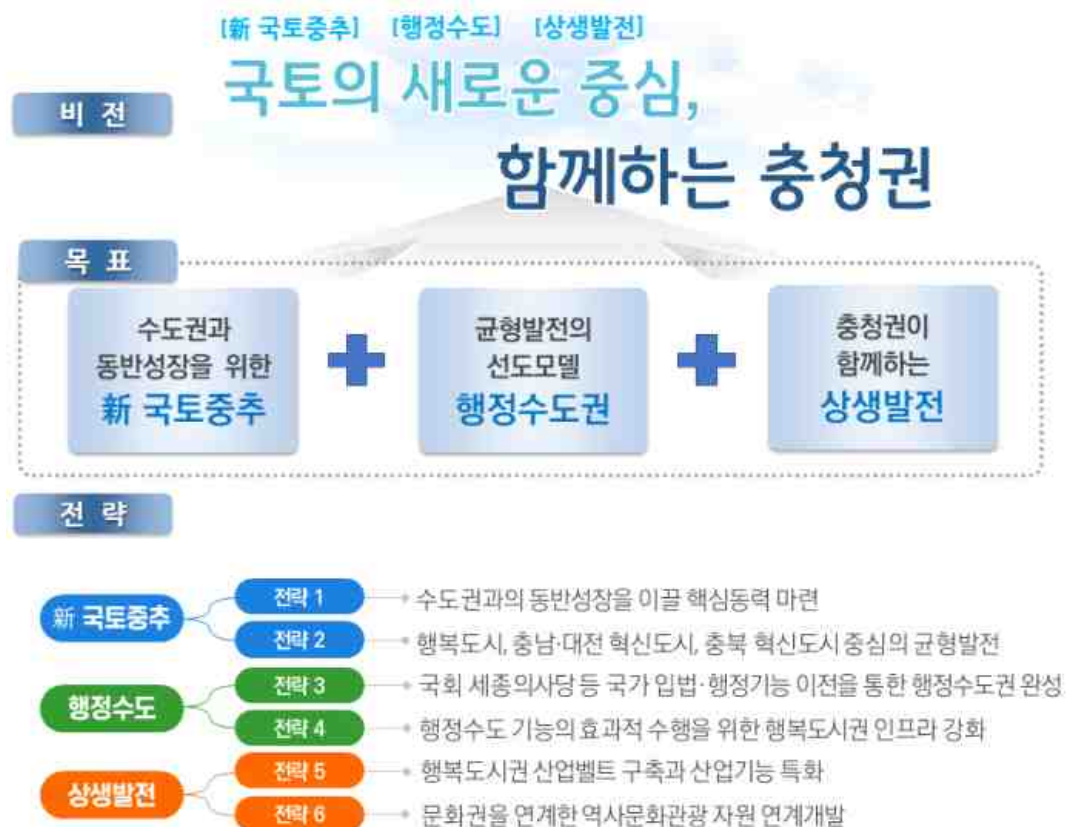 [新 국토중추] [행정수도] [상생발전]
국토의 새로운 중심,
비 전
함께하는 충청권
목 표
수도권과
동반성장을 위한
新 국토중추
균형발전의
선도모델
행정수도권
충청권이
함께하는
상생발전
전 략
新 국토중추
전략 1
수도권과의 동반성장을 이끌 핵심동력 마련
전략 2
행복도시, 충남·대전 혁신도시, 충북 혁신도시 중심의 균형발전
행정수도
전략 3
국회 세종의사당 등 국가 입법·행정기능 이전을 통한 행정수도권 완성
전략 4
행정수도 기능의 효과적 수행을 위한 행복도시권 인프라 강화
상생발전
전략 5
행복도시권 산업벨트 구축과 산업기능 특화
전략 6
문화권을 연계한 역사문화관광 자원 연계개발